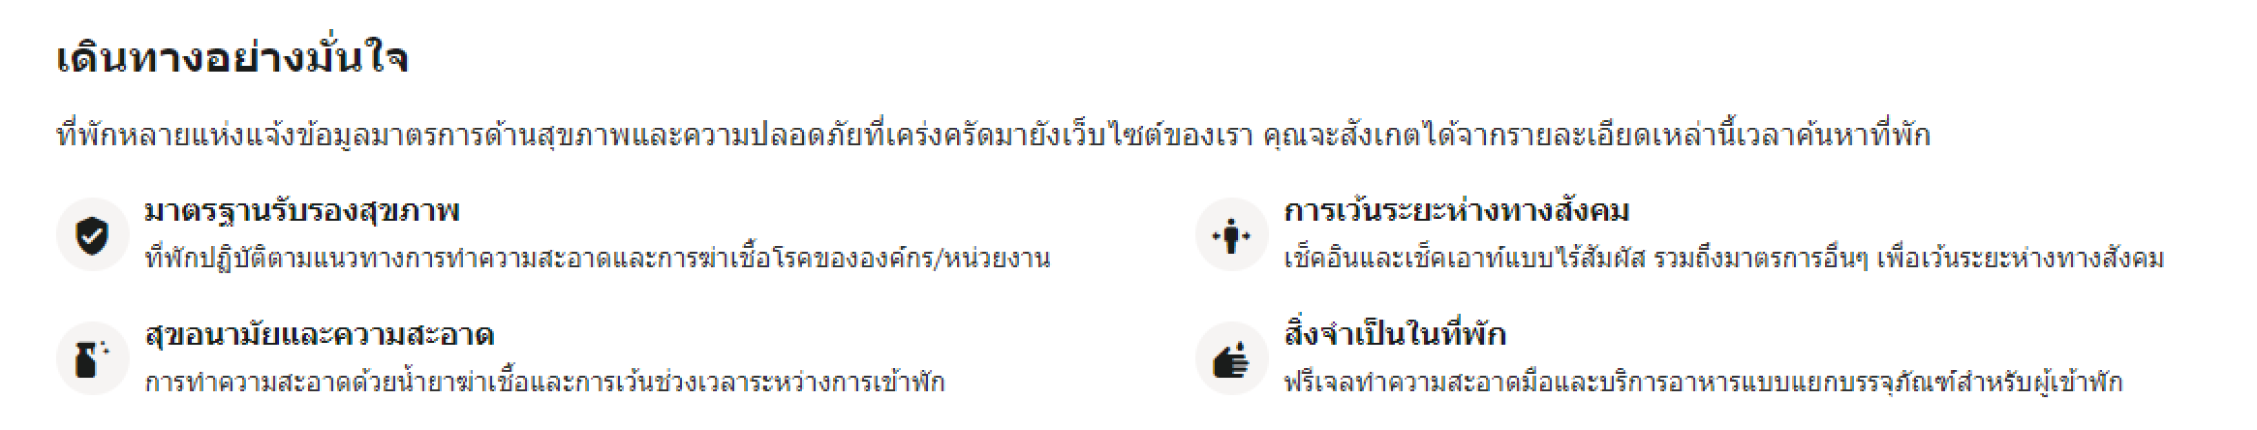 เดินทางอย่างมั่นใจ
ที่พักหลายแห่งแจ้งข้อมูลมาตรการด้านสุขภาพและความปลอดภัยที่เคร่งครัดมายังเว็บไซต์ของเรา คุณจะสังเกตได้จากรายละเอียดเหล่านี้เวลาค้นหาที่พัก
มาตรฐานรับรองสุขภาพ
ที่พักปฏิบัติตามแนวทางการทำความสะอาดและการฆ่าเชื้อโรคขององค์กร/หน่วยงาน
การเว้นระยะห่างทางสังคม
เช็คอินและเช็คเอาท์แบบไร้สัมผัส รวมถึงมาตรการอื่นๆ เพื่อเว้นระยะห่างทางสังคม
สุขอนามัยและความสะอาด
การทำความสะอาดด้วยน้ำยาฆ่าเชื้อและการเว้นช่วงเวลาระหว่างการเข้าพัก
สิ่งจำเป็นในที่พัก
ฟรีเจลทำความสะอาดมือและบริการอาหารแบบแยกบรรจุภัณฑ์สำหรับผู้เข้าพัก